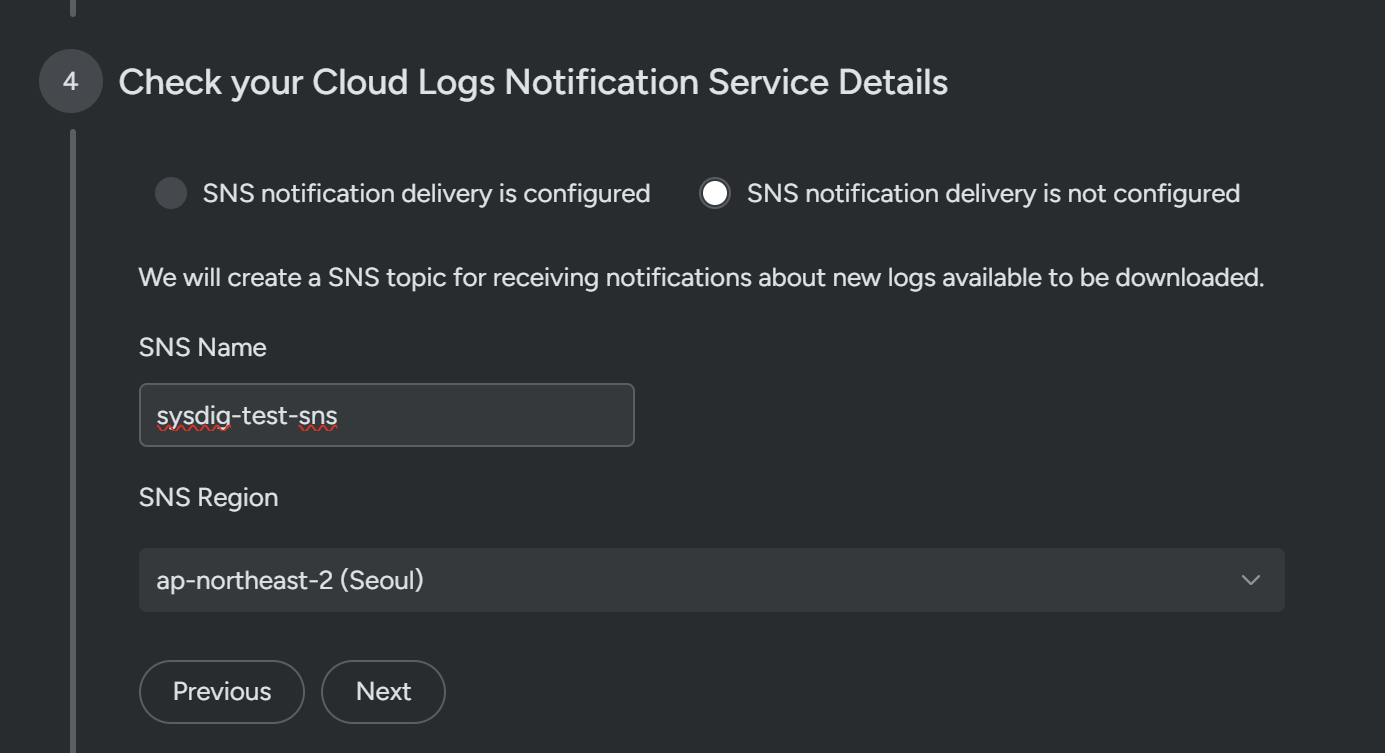 4 Check your Cloud Logs Notification Service Details
SNS notification delivery is configured SNS notification delivery is not configured
We will create a SNS topic for receiving notifications about new logs available to be downloaded.
SNS Name
sysdig-test-sns
SNS Region
ap-northeast-2 (Seoul)
Previous Next